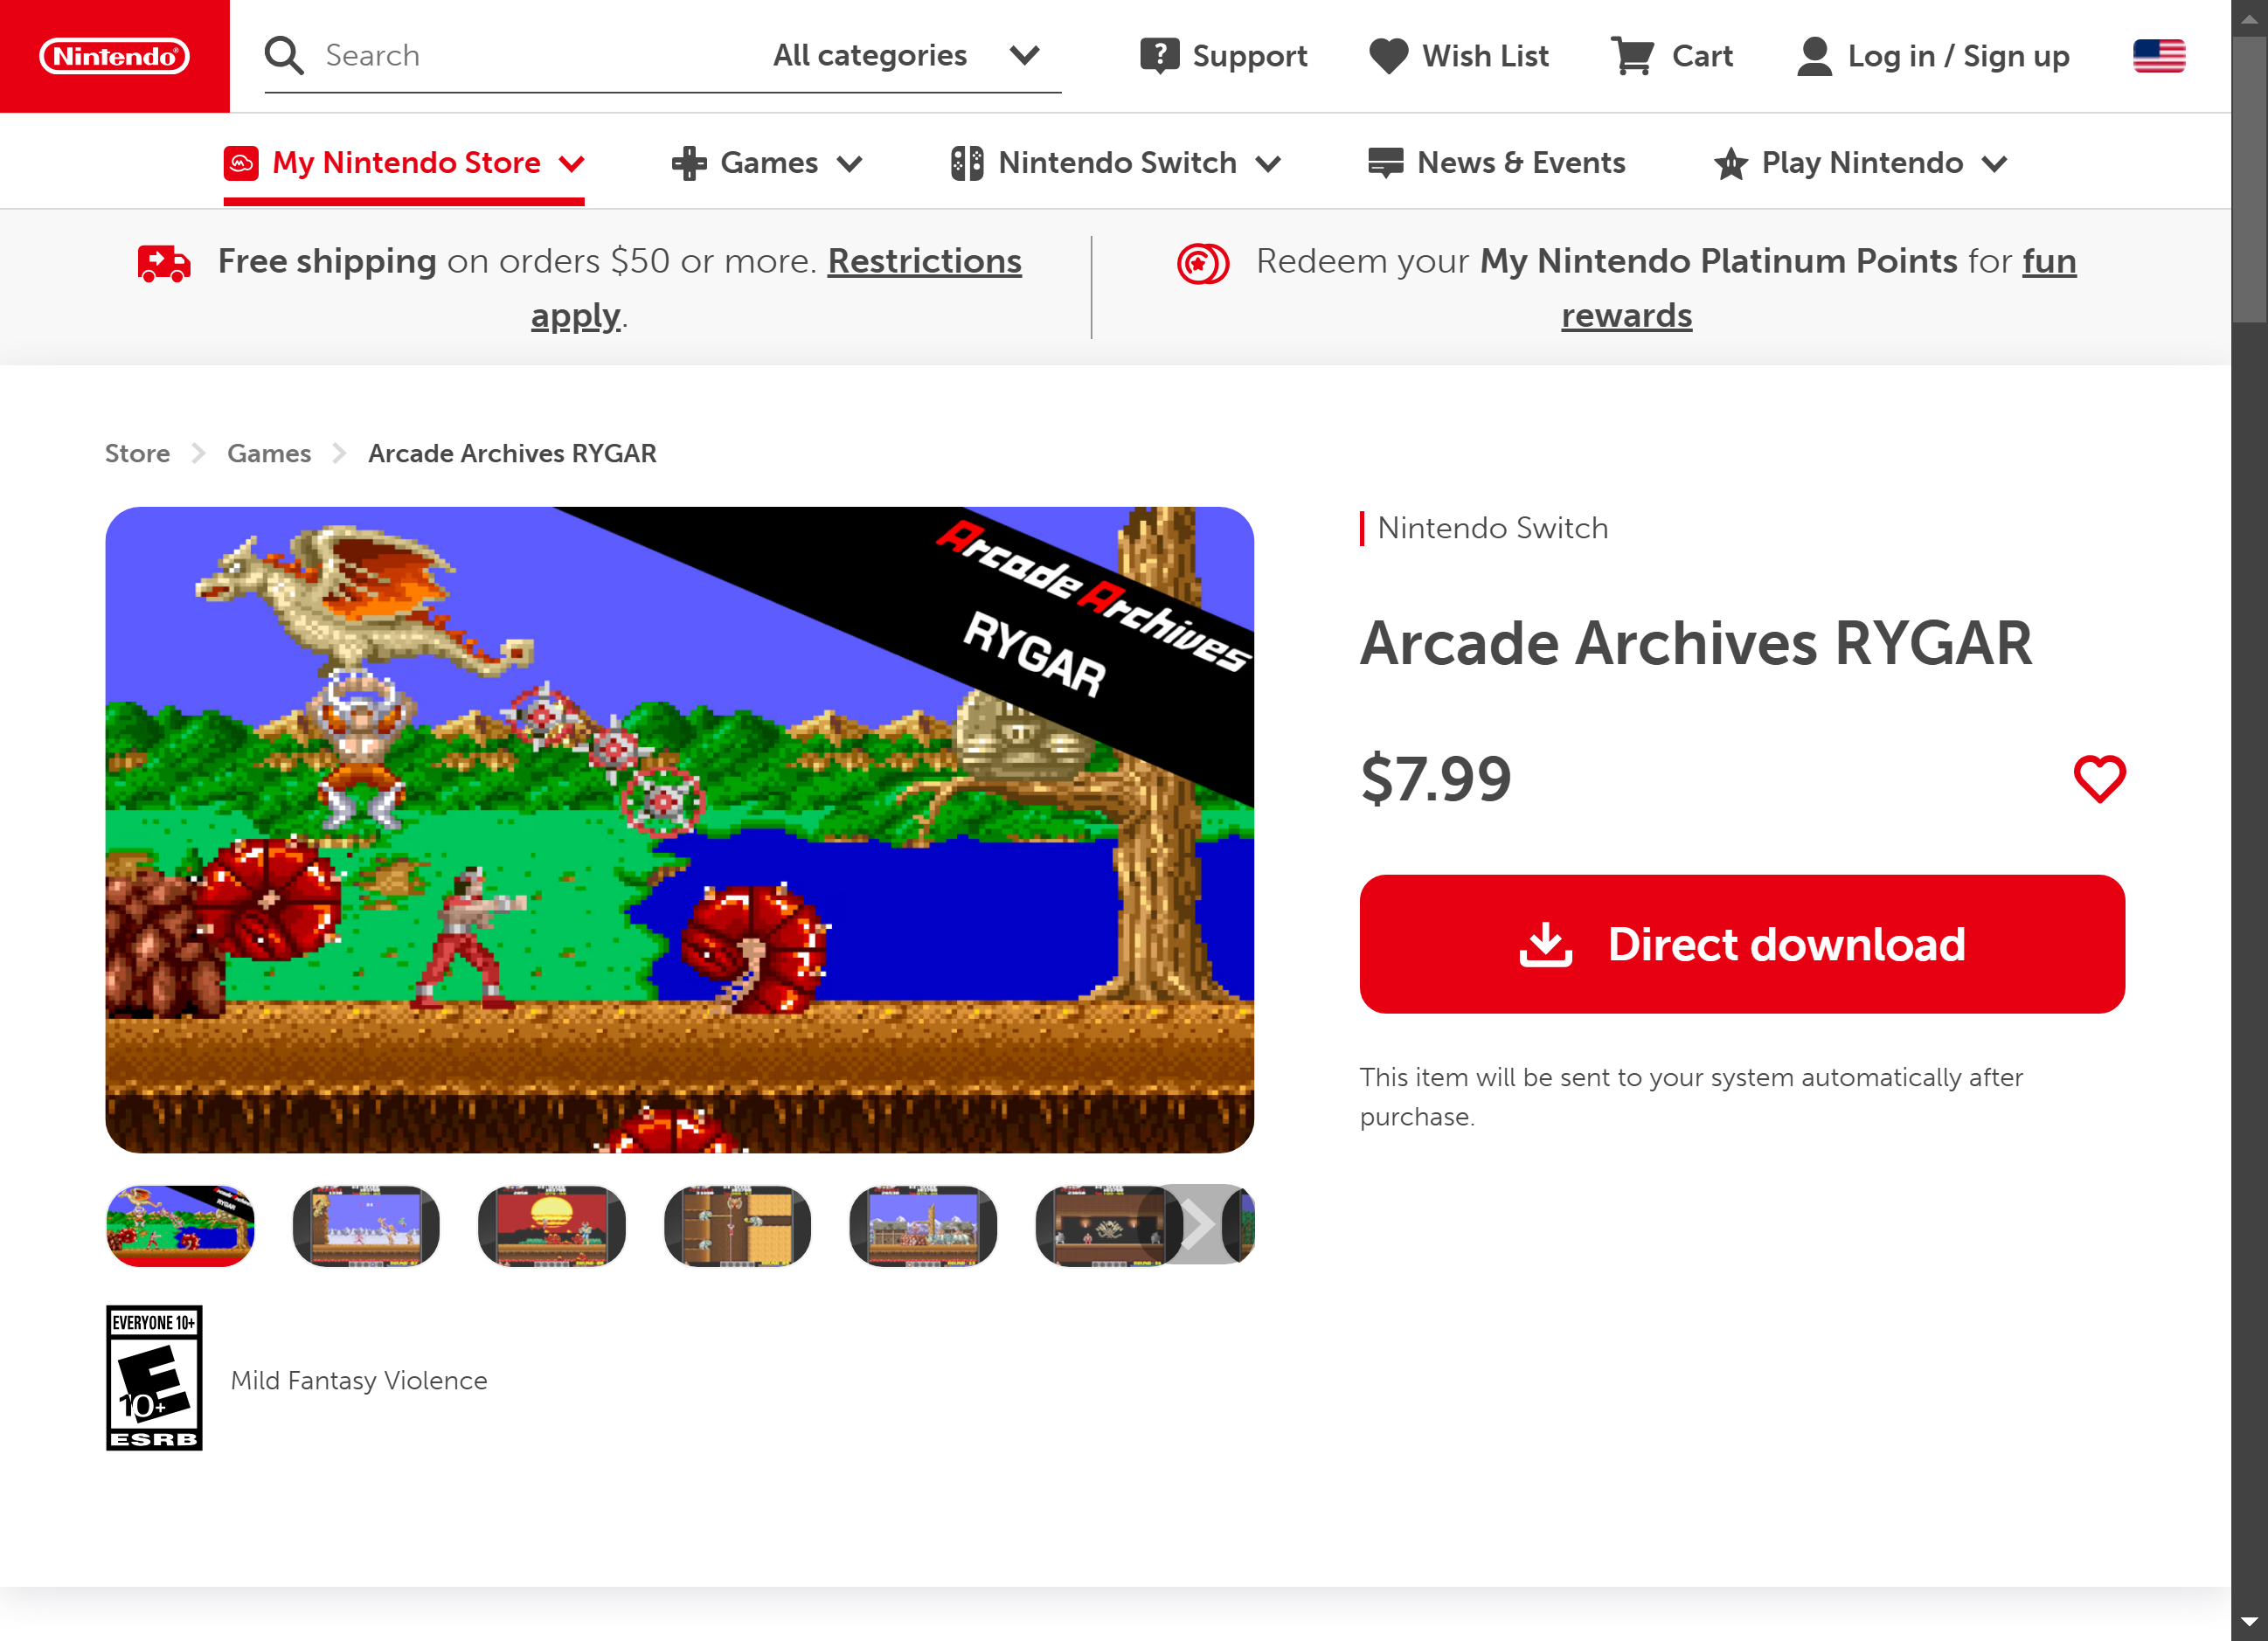 Nintendo
Search
All categories
Support
Wish List
Cart
Log in / Sign up
My Nintendo Store
Games
Nintendo Switch
News & Events
Play Nintendo
Free shipping on orders $50 or more. Restrictions
apply.
Redeem your My Nintendo Platinum Points for fun
rewards
Store
Games
Arcade Archives RYGAR
Arcade Archives
RYGAR
Nintendo Switch
Arcade Archives RYGAR
$7.99
Direct download
This item will be sent to your system automatically after
purchase.
EVERYONE 10+
E
10+
ESRB
Mild Fantasy Violence